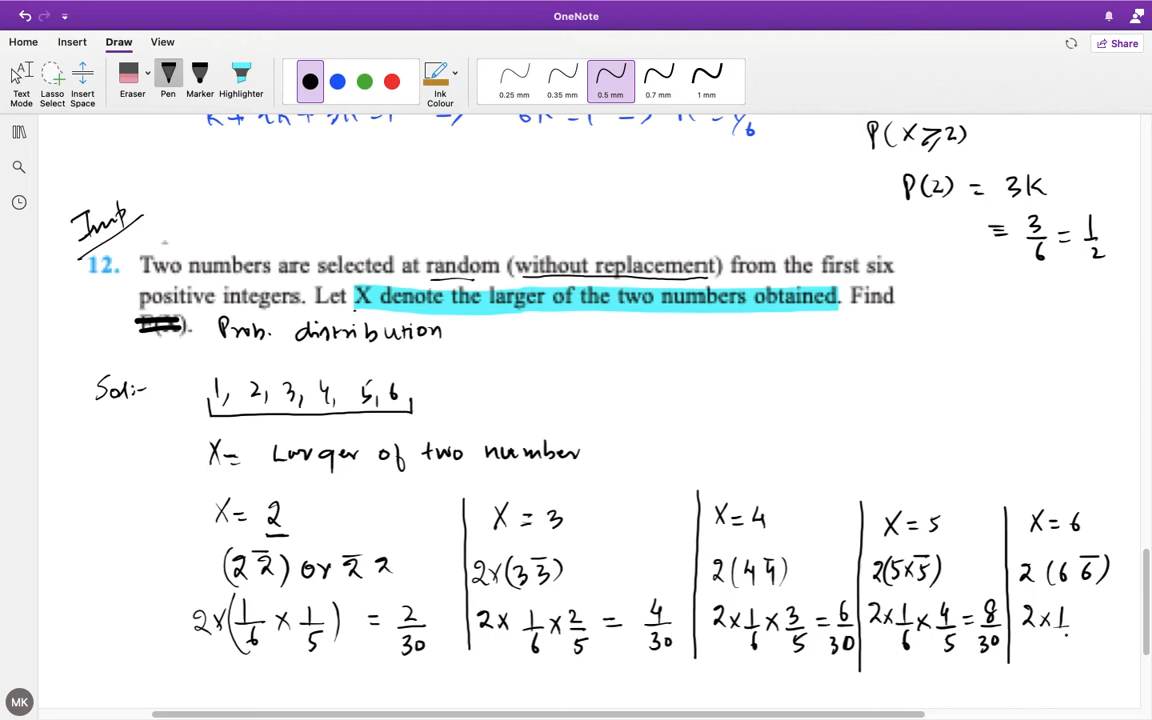 OneNote
Home Insert Draw View
Share
Text Mode
Lasso Select
Insert Space
Eraser
Pen
Marker
Highlighter
Ink Colour
0.25 mm
0.35 mm
0.5 mm
0.7 mm
1 mm
P(X ≥ 2)
P(2) = 3K
= 3/6 = 1/2
Imp
12. Two numbers are selected at random (without replacement) from the first six
positive integers. Let X denote the larger of the two numbers obtained. Find
Prob. distribution
Sol:-
1, 2, 3, 4, 5, 6
X= Larger of two number
X= 2 X = 3 X=4 X=5 X=6
(2 2̅) or 2̅ 2 2×(3 3̅) 2(4 4̅) 2(5×5̅) 2 (6 6̅)
2×(1/6 × 1/5) = 2/30 2× 1/6 × 2/5 = 4/30 2×1/6×3/5=6/30 2×1/6×4/5=8/30 2×1
MK